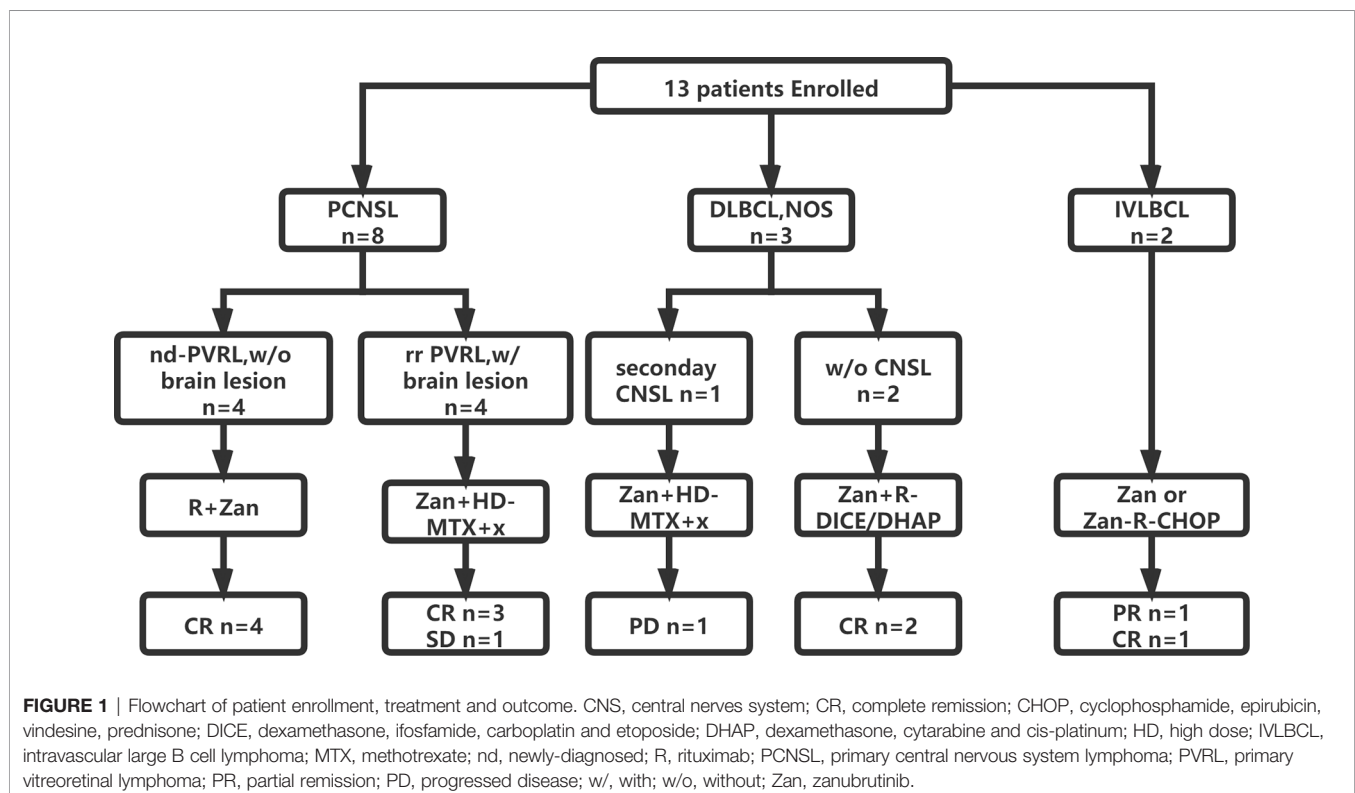 13 patients Enrolled
PCNSL
n=8
DLBCL,NOS
n=3
IVLBCL
n=2
nd-PVRL,w/o
brain lesion
n=4
rr PVRL,w/
brain lesion
n=4
seconday
CNSL n=1
w/o CNSL
n=2
R+Zan
Zan+HD-
MTX+x
Zan+HD-
MTX+x
Zan+R-
DICE/DHAP
Zan or
Zan-R-CHOP
CR n=4
CR n=3
SD n=1
PD n=1
CR n=2
PR n=1
CR n=1
FIGURE 1 | Flowchart of patient enrollment, treatment and outcome. CNS, central nerves system; CR, complete remission; CHOP, cyclophosphamide, epirubicin,
vindesine, prednisone; DICE, dexamethasone, ifosfamide, carboplatin and etoposide; DHAP, dexamethasone, cytarabine and cis-platinum; HD, high dose; IVLBCL,
intravascular large B cell lymphoma; MTX, methotrexate; nd, newly-diagnosed; R, rituximab; PCNSL, primary central nervous system lymphoma; PVRL, primary
vitreoretinal lymphoma; PR, partial remission; PD, progressed disease; w/, with; w/o, without; Zan, zanubrutinib.